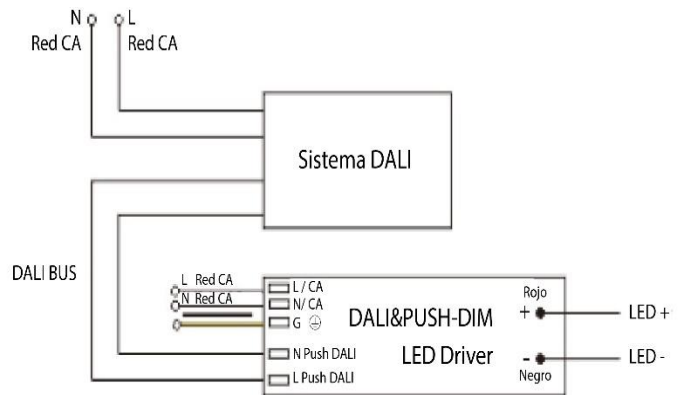 N L
Red CA Red CA
Sistema DALI
DALI BUS
L Red CA
N Red CA
L / CA
N/ CA
G
N Push DALI
L Push DALI
DALI&PUSH-DIM
LED Driver
Rojo
+
-
Negro
LED +
LED -